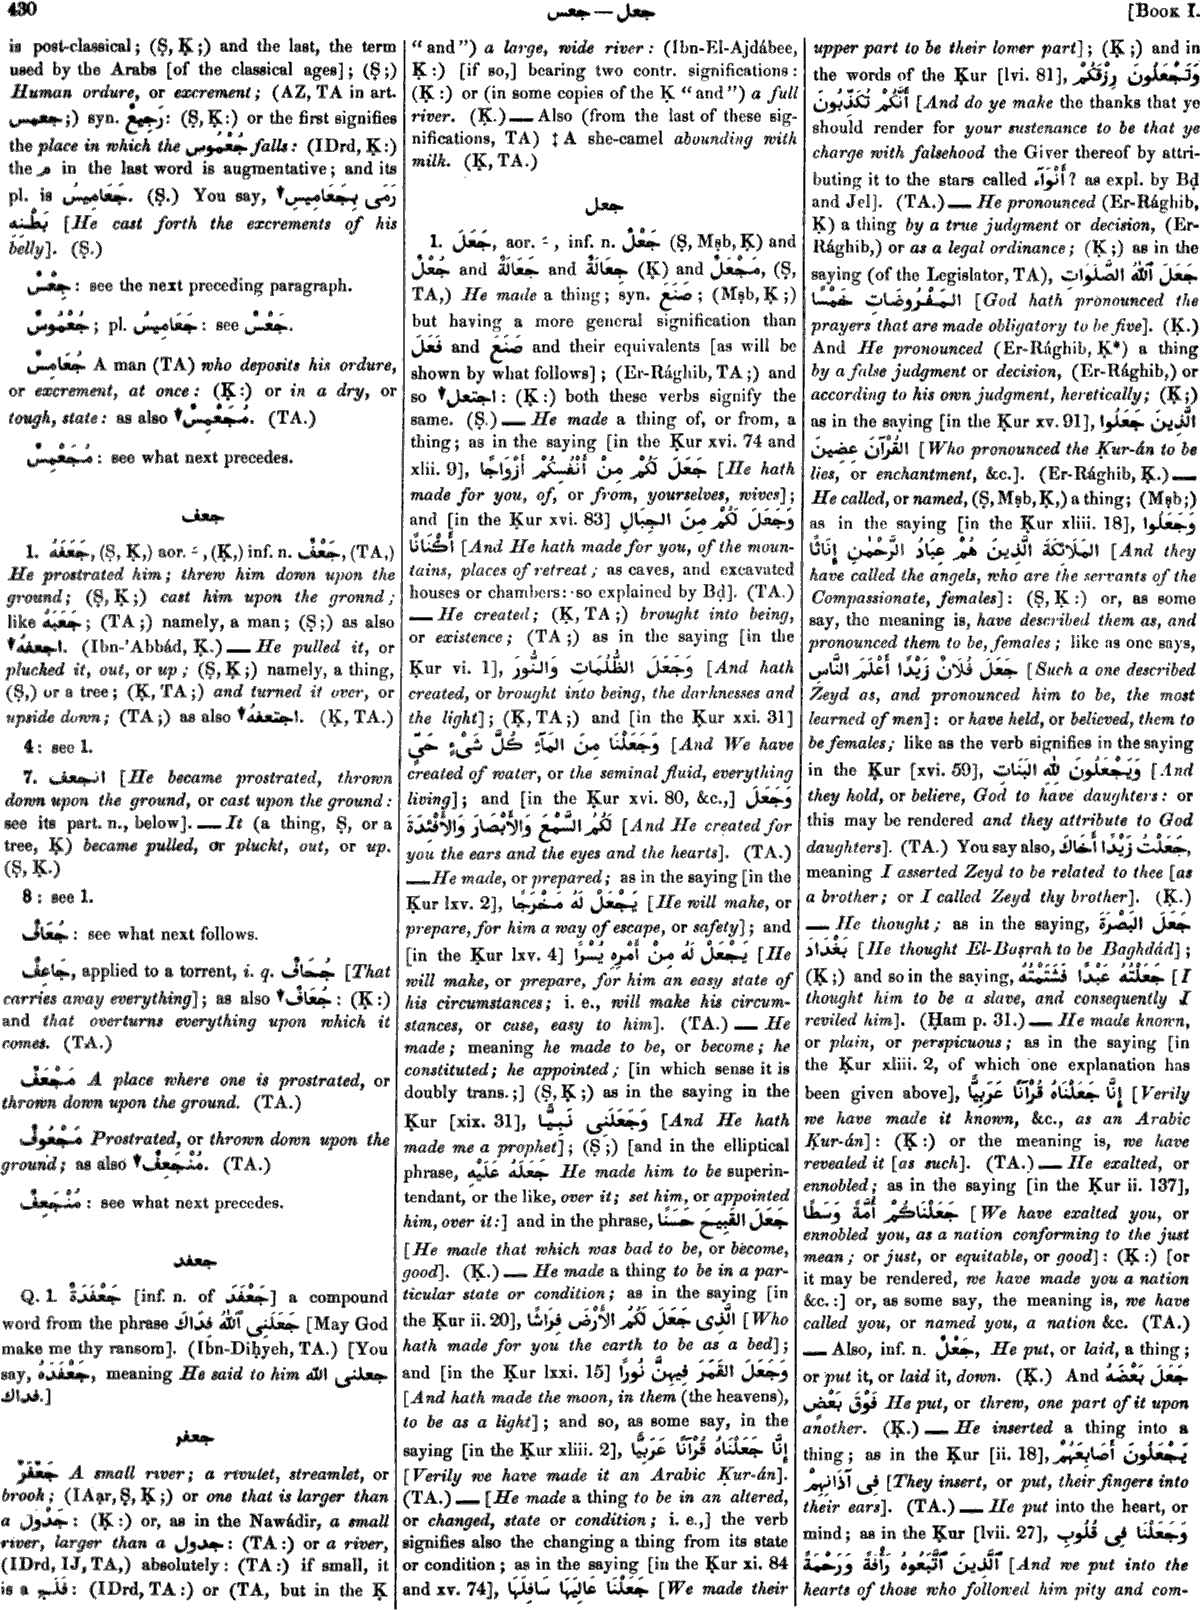 430
جعل — جعس
[Book I.
is post-classical; (Ṣ, Ḳ;) and the last, the term
used by the Arabs [of the classical ages]; (Ṣ;)
Human ordure, or excrement; (AZ, TA in art.
جعمس;) syn. رَجِيعٌ: (Ṣ, Ḳ:) or the first signifies
the place in which the جُعْمُوس falls: (IDrd, Ḳ:)
the م in the last word is augmentative; and its
pl. is جَعَامِيسُ. (Ṣ.) You say, رَمَى بِجَعَامِيسِ
بَطْنِهِ [He cast forth the excrements of his
belly]. (Ṣ.)
جِعْسٌ: see the next preceding paragraph.
جُعْمُوسٌ; pl. جَعَامِيسُ: see جَعْسٌ.
جُعَامِسٌ A man (TA) who deposits his ordure,
or excrement, at once: (Ḳ:) or in a dry, or
tough, state: as also مُجَعْمِسٌ. (TA.)
مُجَعْمِسٌ: see what next precedes.
جعف
1. جَعَفَهُ, (Ṣ, Ḳ,) aor. ـَ, (Ḳ,) inf. n. جَعْفٌ, (TA,)
He prostrated him; threw him down upon the
ground; (Ṣ, Ḳ;) cast him upon the ground;
like جَعَبَهُ; (TA;) namely, a man; (Ṣ;) as also
اجعفهُ. (Ibn-'Abbád, Ḳ.) — He pulled it, or
plucked it, out, or up; (Ṣ, Ḳ;) namely, a thing,
(Ṣ,) or a tree; (Ḳ, TA;) and turned it over, or
upside down; (TA;) as also اجتعفهُ. (Ḳ, TA.)
4: see 1.
7. انجعف [He became prostrated, thrown
down upon the ground, or cast upon the ground:
see its part. n., below]. — It (a thing, Ṣ, or a
tree, Ḳ) became pulled, or pluckt, out, or up.
(Ṣ, Ḳ.)
8: see 1.
جُعَافٌ: see what next follows.
جَاعِفٌ, applied to a torrent, i. q. جُحَافٌ [That
carries away everything]; as also جُعَافٌ: (Ḳ:)
and that overturns everything upon which it
comes. (TA.)
مَجْعَفٌ A place where one is prostrated, or
thrown down upon the ground. (TA.)
مَجْعُوفٌ Prostrated, or thrown down upon the
ground; as also مُنْجَعِفٌ. (TA.)
مُنْجَعِفٌ: see what next precedes.
جعفد
Q. 1. جَعْفَدَةٌ [inf. n. of جَعْفَدَ] a compound
word from the phrase جَعَلَنِى ٱللّٰهُ فِدَاكَ [May God
make me thy ransom]. (Ibn-Diḥyeh, TA.) [You
say, جَعْفَدَهُ, meaning He said to him جعلنى اللّٰه
فداك.]
جعفر
جَعْفَرٌ A small river; a rivulet, streamlet, or
brook; (IAạr, Ṣ, Ḳ;) or one that is larger than
a جَدْوَل: (Ḳ:) or, as in the Nawádir, a small
river, larger than a جدول: (TA:) or a river,
(IDrd, IJ, TA,) absolutely: (TA:) if small, it
is a فَلَج: (IDrd, TA:) or (TA, but in the Ḳ
"and") a large, wide river: (Ibn-El-Ajdábee,
Ḳ:) [if so,] bearing two contr. significations:
(Ḳ:) or (in some copies of the Ḳ "and") a full
river. (Ḳ.) — Also (from the last of these sig-
nifications, TA) ‡ A she-camel abounding with
milk. (Ḳ, TA.)
جعل
1. جَعَلَ, aor. ـَ, inf. n. جَعْلٌ (Ṣ, Mṣb, Ḳ) and
جُعْلٌ and جَعَالَةٌ and جِعَالَةٌ (Ḳ) and مَجْعَلٌ, (Ṣ,
TA,) He made a thing; syn. صَنَعَ; (Mṣb, Ḳ;)
but having a more general signification than
فَعَلَ and صَنَعَ and their equivalents [as will be
shown by what follows]; (Er-Rághib, TA;) and
so اجتعل: (Ḳ:) both these verbs signify the
same. (Ṣ.) — He made a thing of, or from, a
thing; as in the saying [in the Ḳur xvi. 74 and
xlii. 9], جَعَلَ لَكُمْ مِنْ أَنْفُسِكُمْ أَزْوَاجًا [He hath
made for you, of, or from, yourselves, wives];
and [in the Ḳur xvi. 83] وَجَعَلَ لَكُمْ مِنَ الجِبَالِ
أَكْنَانًا [And He hath made for you, of the moun-
tains, places of retreat; as caves, and excavated
houses or chambers: so explained by Bḍ]. (TA.)
— He created; (Ḳ, TA;) brought into being,
or existence; (TA;) as in the saying [in the
Ḳur vi. 1], وَجَعَلَ الظُّلُمَاتِ وَالنُّورَ [And hath
created, or brought into being, the darknesses and
the light]; (Ḳ, TA;) and [in the Ḳur xxi. 31]
وَجَعَلْنَا مِنَ المَآءِ كُلَّ شَىْءٍ حَىٍّ [And We have
created of water, or the seminal fluid, everything
living]; and [in the Ḳur xvi. 80, &c.,] وَجَعَلَ
لَكُمُ السَّمْعَ وَالأَبْصَارَ وَالأَفْئِدَةَ [And He created for
you the ears and the eyes and the hearts]. (TA.)
— He made, or prepared; as in the saying [in the
Ḳur lxv. 2], يَجْعَلْ لَهُ مَخْرَجًا [He will make, or
prepare, for him a way of escape, or safety]; and
[in the Ḳur lxv. 4] يَجْعَلْ لَهُ مِنْ أَمْرِهِ يُسْرًا [He
will make, or prepare, for him an easy state of
his circumstances; i. e., will make his circum-
stances, or case, easy to him]. (TA.) — He
made; meaning he made to be, or become; he
constituted; he appointed; [in which sense it is
doubly trans.;] (Ṣ, Ḳ;) as in the saying in the
Ḳur [xix. 31], وَجَعَلَنِى نَبِيًّا [And He hath
made me a prophet]; (Ṣ;) [and in the elliptical
phrase, جَعَلَهُ عَلَيْهِ He made him to be superin-
tendant, or the like, over it; set him, or appointed
him, over it:] and in the phrase, جَعَلَ القَبِيحَ حَسَنًا
[He made that which was bad to be, or become,
good]. (Ḳ.) — He made a thing to be in a par-
ticular state or condition; as in the saying [in
the Ḳur ii. 20], الَّذِى جَعَلَ لَكُمُ الأَرْضَ فِرَاشًا [Who
hath made for you the earth to be as a bed];
and [in the Ḳur lxxi. 15] وَجَعَلَ القَمَرَ فِيهِنَّ نُورًا
[And hath made the moon, in them (the heavens),
to be as a light]; and so, as some say, in the
saying [in the Ḳur xliii. 2], إِنَّا جَعَلْنَاهُ قُرْآنًا عَرَبِيًّا
[Verily we have made it an Arabic Ḳur-án].
(TA.) — [He made a thing to be in an altered,
or changed, state or condition; i. e.,] the verb
signifies also the changing a thing from its state
or condition; as in the saying [in the Ḳur xi. 84
and xv. 74], جَعَلْنَا عَالِيَهَا سَافِلَهَا [We made their
upper part to be their lower part]; (Ḳ;) and in
the words of the Ḳur [lvi. 81], وَتَجْعَلُونَ رِزْقَكُمْ
أَنَّكُمْ تُكَذِّبُونَ [And do ye make the thanks that ye
should render for your sustenance to be that ye
charge with falsehood the Giver thereof by attri-
buting it to the stars called أَنْوَآء? as expl. by Bḍ
and Jel]. (TA.) — He pronounced (Er-Rághib,
Ḳ) a thing by a true judgment or decision, (Er-
Rághib,) or as a legal ordinance; (Ḳ;) as in the
saying (of the Legislator, TA), جَعَلَ ٱللّٰهُ الصَّلَوَاتِ
المَفْرُوضَاتِ خَمْسًا [God hath pronounced the
prayers that are made obligatory to be five]. (Ḳ.)
And He pronounced (Er-Rághib, Ḳ*) a thing
by a false judgment or decision, (Er-Rághib,) or
according to his own judgment, heretically; (Ḳ;)
as in the saying [in the Ḳur xv. 91], الَّذِينَ جَعَلُوا
القُرْآنَ عِضِينَ [Who pronounced the Ḳur-án to be
lies, or enchantment, &c.]. (Er-Rághib, Ḳ.) —
He called, or named, (Ṣ, Mṣb, Ḳ,) a thing; (Mṣb;)
as in the saying [in the Ḳur xliii. 18], وَجَعَلُوا
المَلَائِكَةَ الَّذِينَ هُمْ عِبَادُ الرَّحْمٰنِ إِنَاثًا [And they
have called the angels, who are the servants of the
Compassionate, females]: (Ṣ, Ḳ:) or, as some
say, the meaning is, have described them as, and
pronounced them to be, females; like as one says,
جَعَلَ فُلَانٌ زَيْدًا أَعْلَمَ النَّاسِ [Such a one described
Zeyd as, and pronounced him to be, the most
learned of men]: or have held, or believed, them to
be females; like as the verb signifies in the saying
in the Ḳur [xvi. 59], وَيَجْعَلُونَ لِلّٰهِ البَنَاتِ [And
they hold, or believe, God to have daughters: or
this may be rendered and they attribute to God
daughters]. (TA.) You say also, جَعَلْتُ زَيْدًا أَخَاكَ,
meaning I asserted Zeyd to be related to thee [as
a brother; or I called Zeyd thy brother]. (Ḳ.)
— He thought; as in the saying, جَعَلَ البَصْرَةَ
بَغْدَادَ [He thought El-Baṣrah to be Baghdád];
(Ḳ;) and so in the saying, جَعَلْتُهُ عَبْدًا فَشَتَمْتُهُ [I
thought him to be a slave, and consequently I
reviled him]. (Ḥam p. 31.) — He made known,
or plain, or perspicuous; as in the saying [in
the Ḳur xliii. 2, of which one explanation has
been given above], إِنَّا جَعَلْنَاهُ قُرْآنًا عَرَبِيًّا [Verily
we have made it known, &c., as an Arabic
Ḳur-án]: (Ḳ:) or the meaning is, we have
revealed it [as such]. (TA.) — He exalted, or
ennobled; as in the saying [in the Ḳur ii. 137],
جَعَلْنَاكُمْ أُمَّةً وَسَطًا [We have exalted you, or
ennobled you, as a nation conforming to the just
mean; or just, or equitable, or good]: (Ḳ:) [or
it may be rendered, we have made you a nation
&c.:] or, as some say, the meaning is, we have
called you, or named you, a nation &c. (TA.)
— Also, inf. n. جَعْلٌ, He put, or laid, a thing;
or put it, or laid it, down. (Ḳ.) And جَعَلَ بَعْضَهُ
فَوْقَ بَعْضٍ He put, or threw, one part of it upon
another. (Ḳ.) — He inserted a thing into a
thing; as in the Ḳur [ii. 18], يَجْعَلُونَ أَصَابِعَهُمْ
فِى آذَانِهِمْ [They insert, or put, their fingers into
their ears]. (TA.) — He put into the heart, or
mind; as in the Ḳur [lvii. 27], وَجَعَلْنَا فِى قُلُوبِ
ٱلَّذِينَ ٱتَّبَعُوهُ رَأْفَةً وَرَحْمَةً [And we put into the
hearts of those who followed him pity and com-